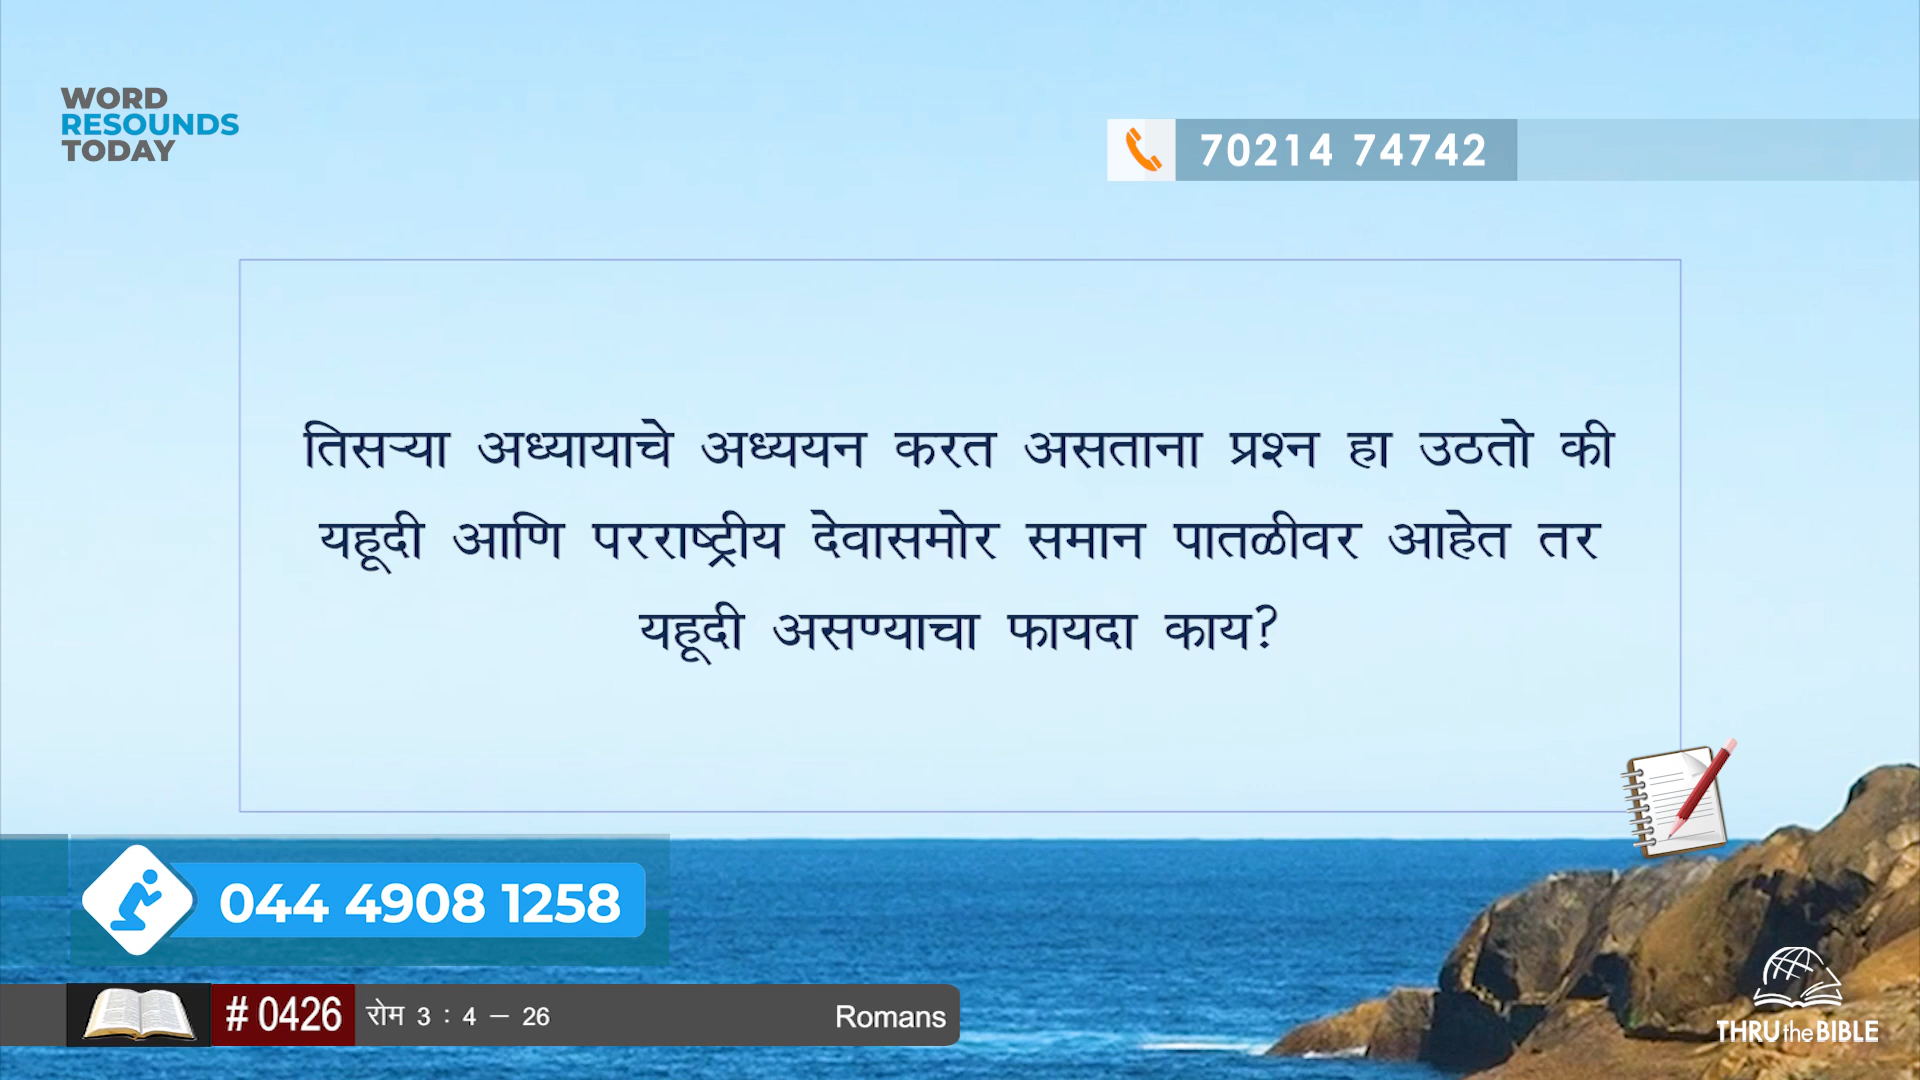 WORD
RESOUNDS
TODAY
70214 74742
तिसऱ्या अध्यायाचे अध्ययन करत असताना प्रश्न हा उठतो की
यहूदी आणि परराष्ट्रीय देवासमोर समान पातळीवर आहेत तर
यहूदी असण्याचा फायदा काय?
044 4908 1258
# 0426 रोम 3 : 4 – 26 Romans
THRU the BIBLE